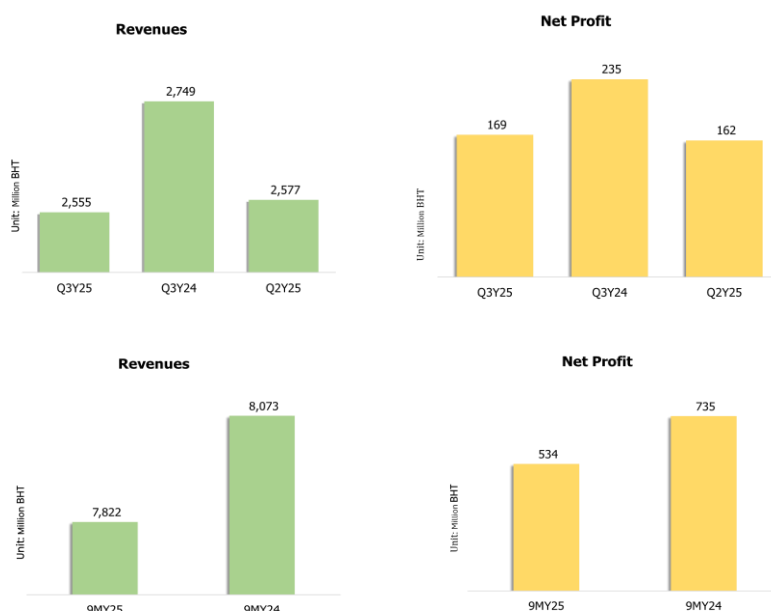 Revenues
Unit: Million BHT
2,555
2,749
2,577
Q3Y25
Q3Y24
Q2Y25
Net Profit
Unit: Million BHT
169
235
162
Q3Y25
Q3Y24
Q2Y25
Revenues
Unit: Million BHT
7,822
8,073
9MY25
9MY24
Net Profit
Unit: Million BHT
534
735
9MY25
9MY24